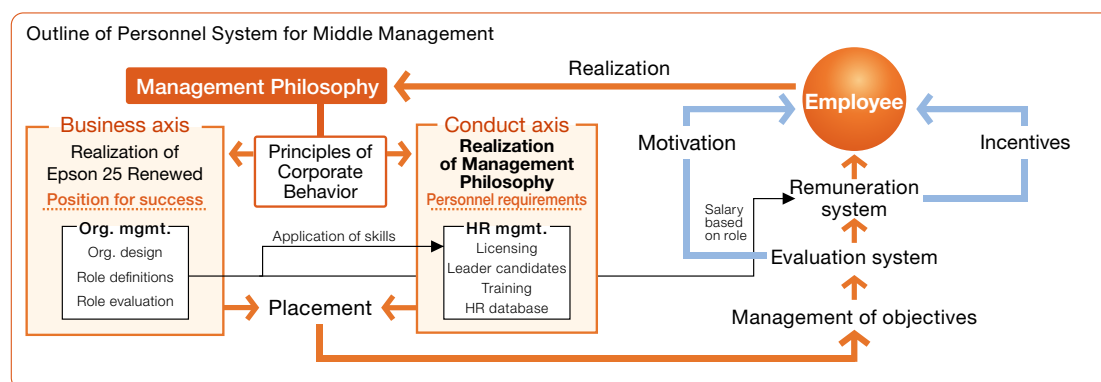 Outline of Personnel System for Middle Management
Realization
Management Philosophy
Employee
Business axis
Realization of
Epson 25 Renewed
Position for success
Principles of
Corporate
Behavior
Conduct axis
Realization
of Management
Philosophy
Personnel requirements
Motivation
Incentives
Remuneration
system
Salary
based
on role
Org. mgmt.
Org. design
Role definitions
Role evaluation
Application of skills
HR mgmt.
Licensing
Leader candidates
Training
HR database
Evaluation system
Placement
Management of objectives